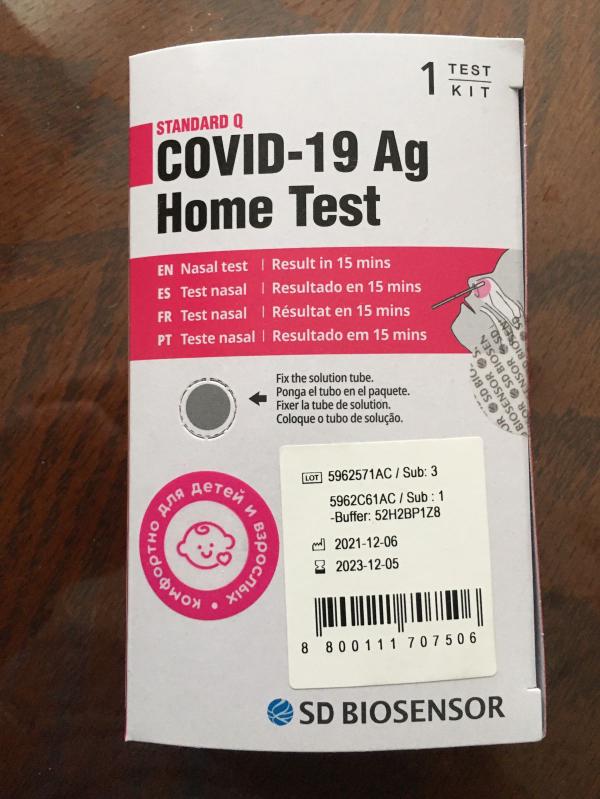 1 TEST KIT
STANDARD Q
COVID-19 Ag
Home Test
EN Nasal test | Result in 15 mins
ES Test nasal | Resultado en 15 mins
FR Test nasal | Résultat en 15 mins
PT Teste nasal | Resultado em 15 mins
SD BIOSENSOR
Fix the solution tube.
Ponga el tubo en el paquete.
Fixer la tube de solution.
Coloque o tubo de solução.
LOT 5962571AC / Sub: 3
5962C61AC / Sub : 1
-Buffer: 52H2BP1Z8
2021-12-06
2023-12-05
8 800111 707506
комфортно для детей и взрослых •
SD BIOSENSOR